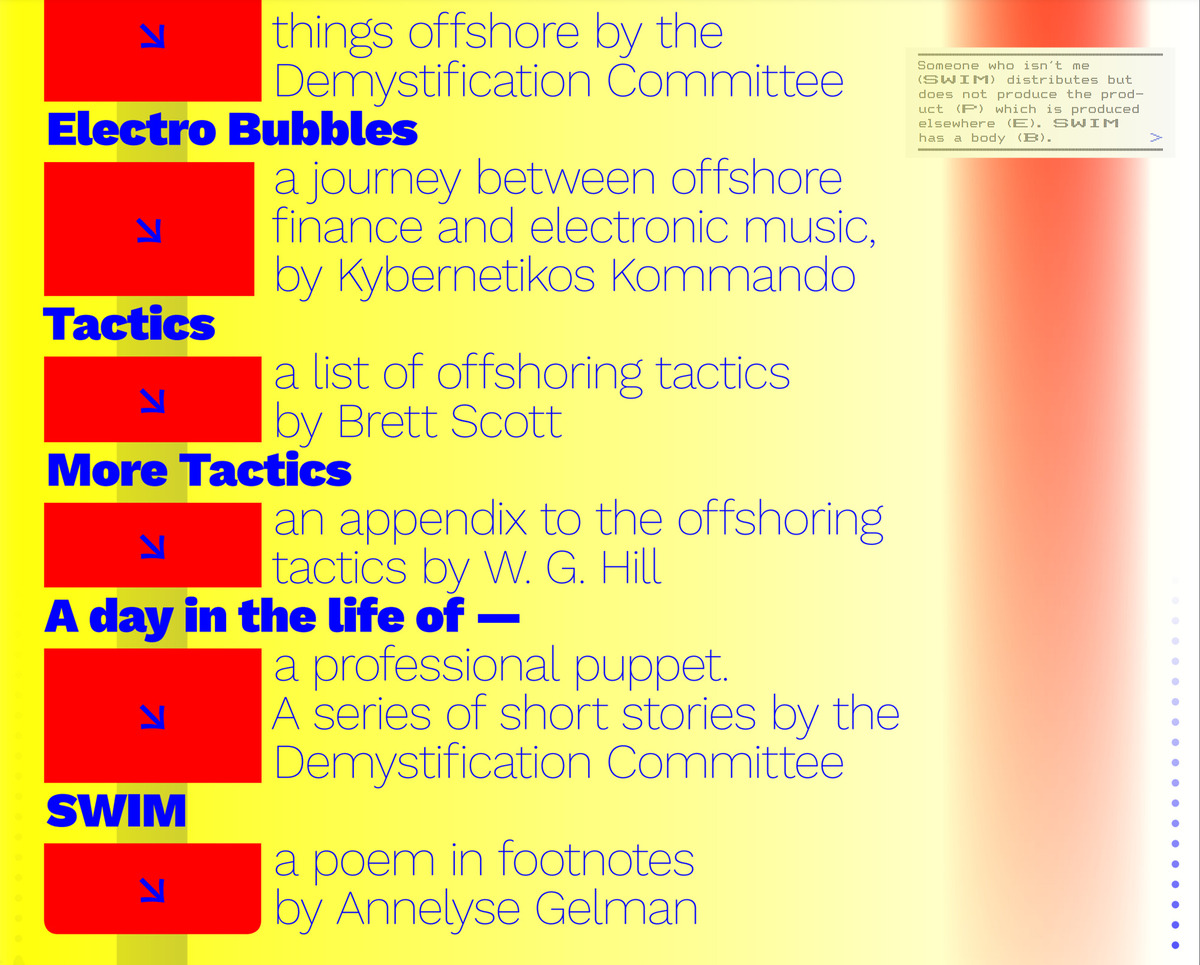 things offshore by the
Demystification Committee
Electro Bubbles
a journey between offshore
finance and electronic music,
by Kybernetikos Kommando
Tactics
a list of offshoring tactics
by Brett Scott
More Tactics
an appendix to the offshoring
tactics by W. G. Hill
A day in the life of —
a professional puppet.
A series of short stories by the
Demystification Committee
SWIM
a poem in footnotes
by Annelyse Gelman
Someone who isn't me
(SWIM) distributes but
does not produce the prod-
uct (P) which is produced
elsewhere (E). SWIM
has a body (B). >